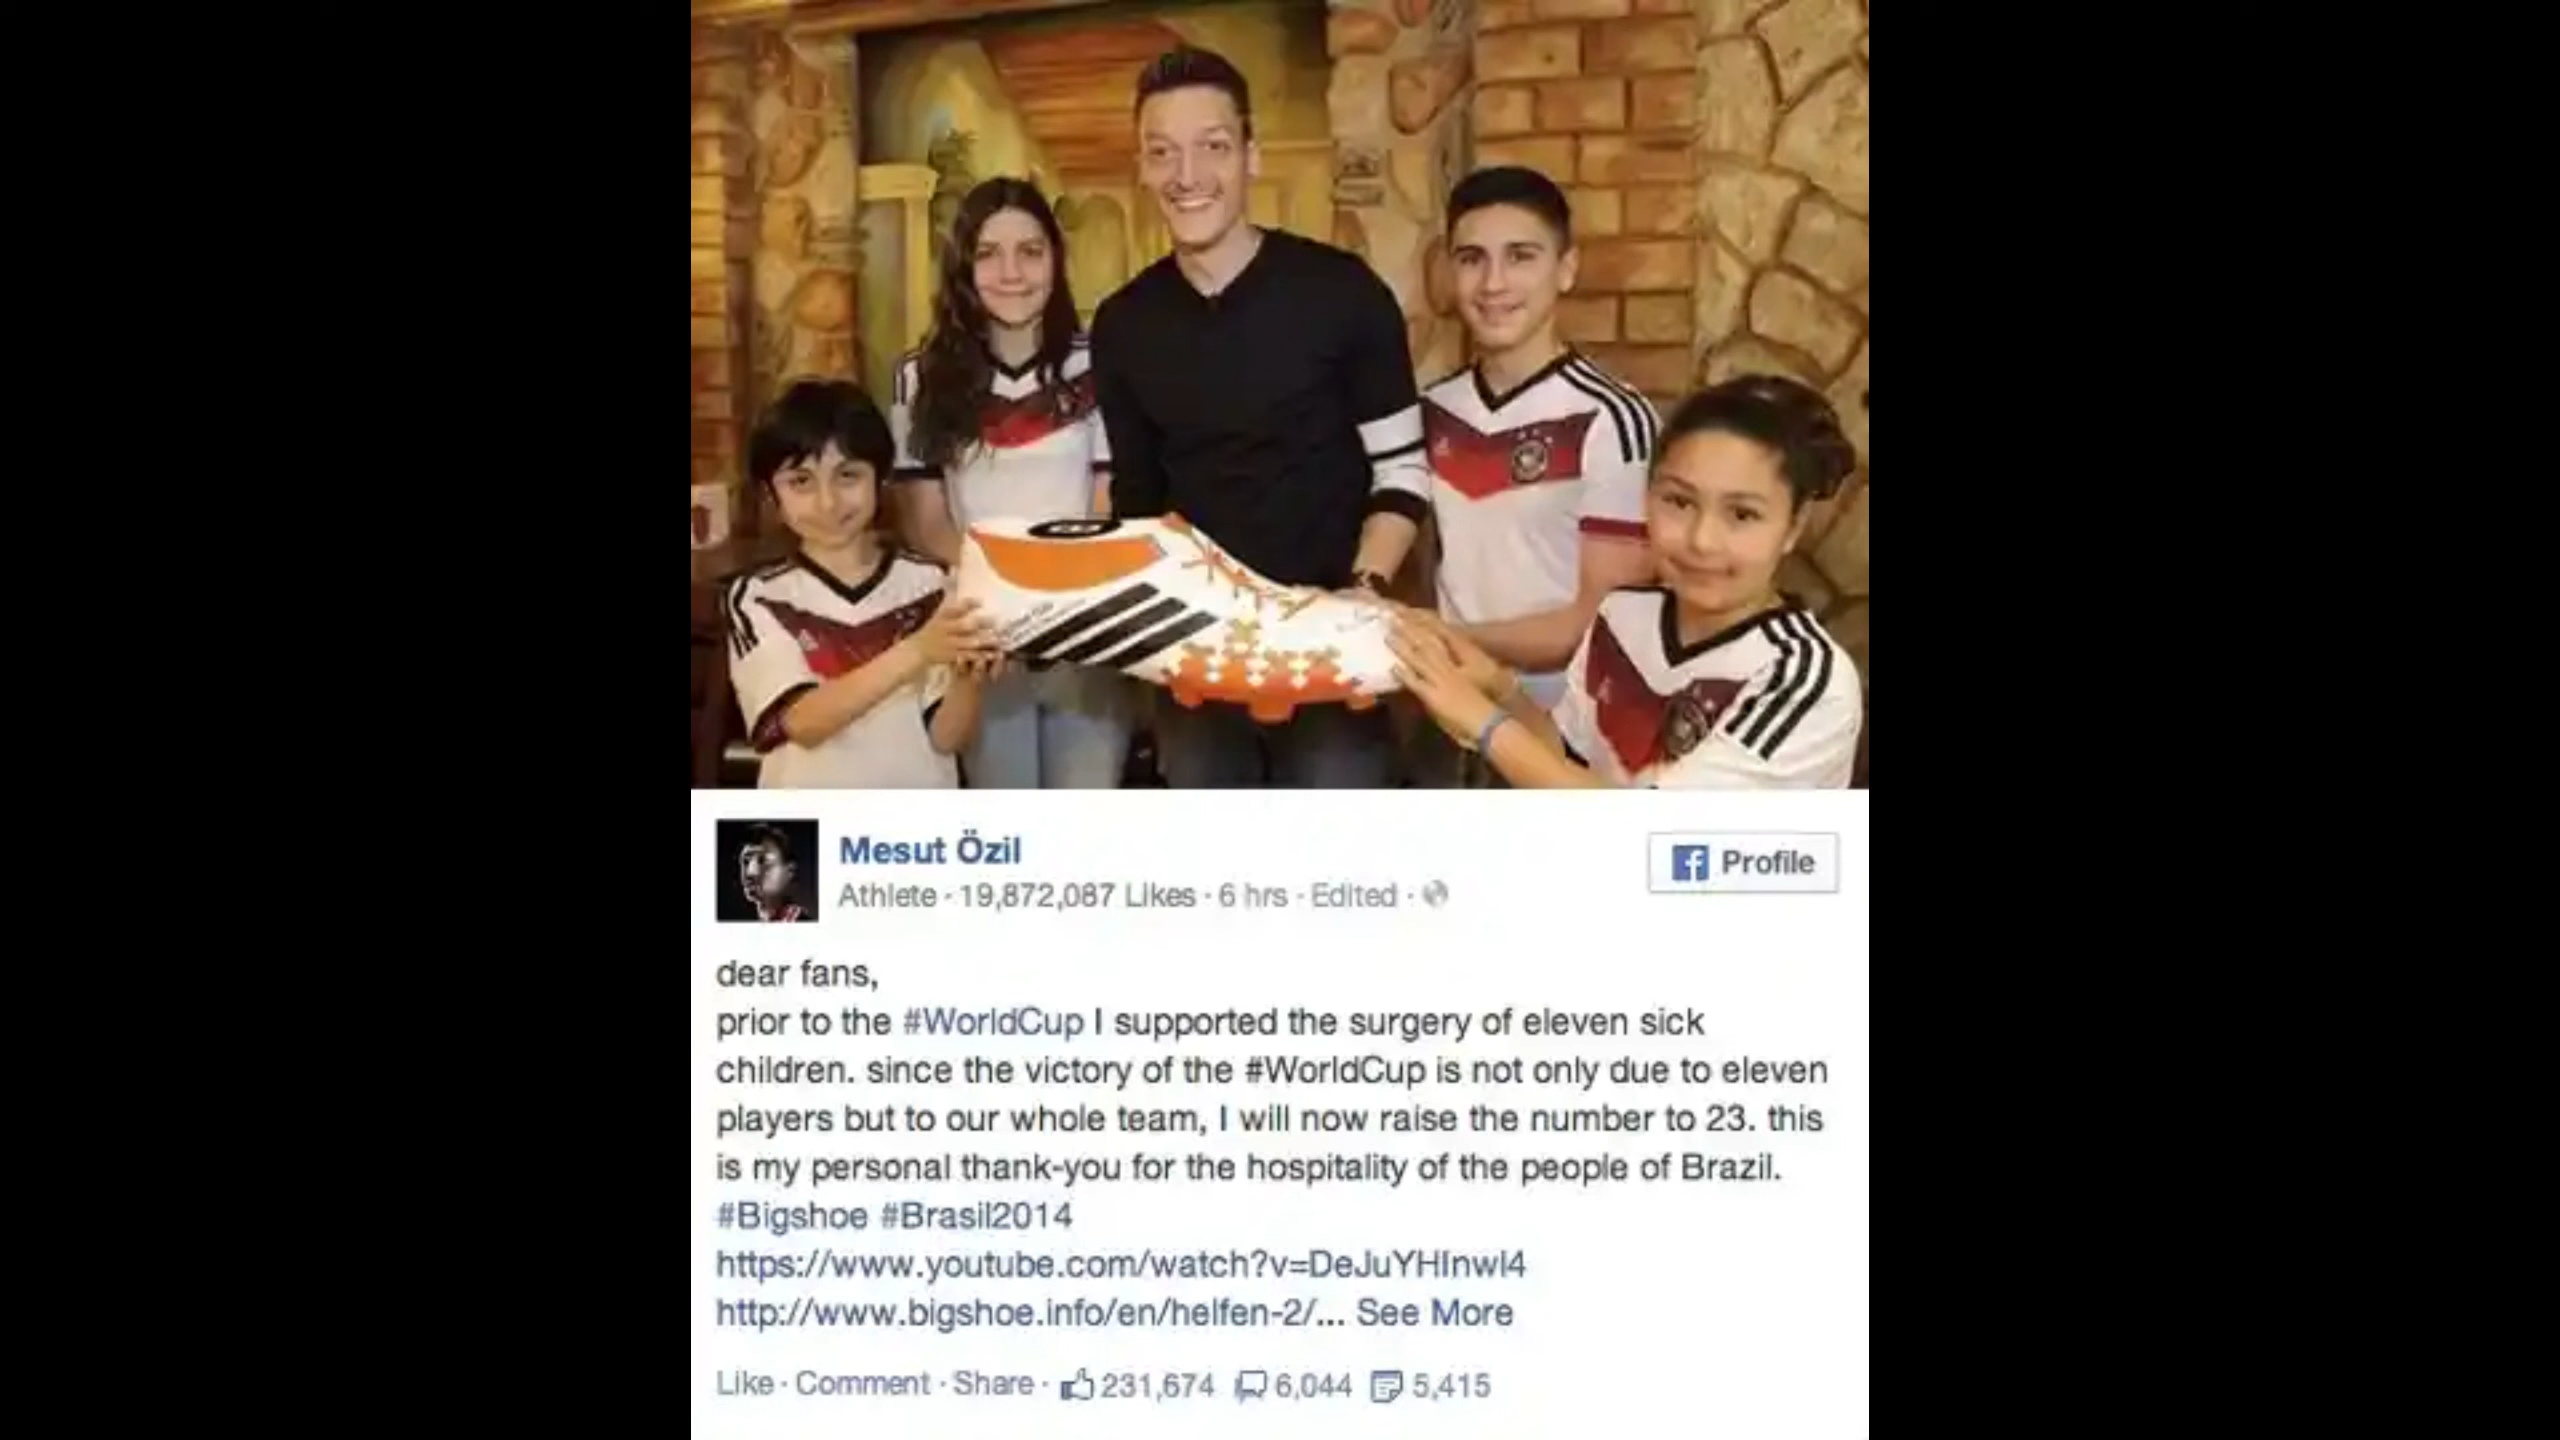 Mesut Özil
Profile
Athlete · 19,872,087 Likes · 6 hrs · Edited ·
dear fans,
prior to the #WorldCup I supported the surgery of eleven sick
children. since the victory of the #WorldCup is not only due to eleven
players but to our whole team, I will now raise the number to 23. this
is my personal thank-you for the hospitality of the people of Brazil.
#Bigshoe #Brasil2014
https://www.youtube.com/watch?v=DeJuYHInwI4
http://www.bigshoe.info/en/helfen-2/... See More
Like · Comment · Share · 231,674 6,044 5,415